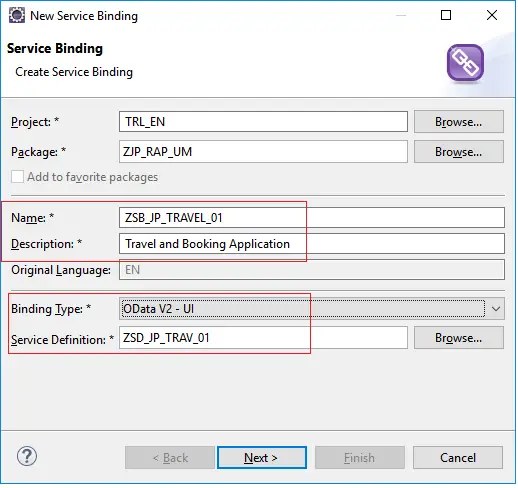 New Service Binding
Service Binding
Create Service Binding
Project: * TRL_EN Browse...
Package: * ZJP_RAP_UM Browse...
Add to favorite packages
Name: * ZSB_JP_TRAVEL_01
Description: * Travel and Booking Application
Original Language: EN
Binding Type: * OData V2 - UI
Service Definition: * ZSD_JP_TRAV_01 Browse...
? < Back Next > Finish Cancel